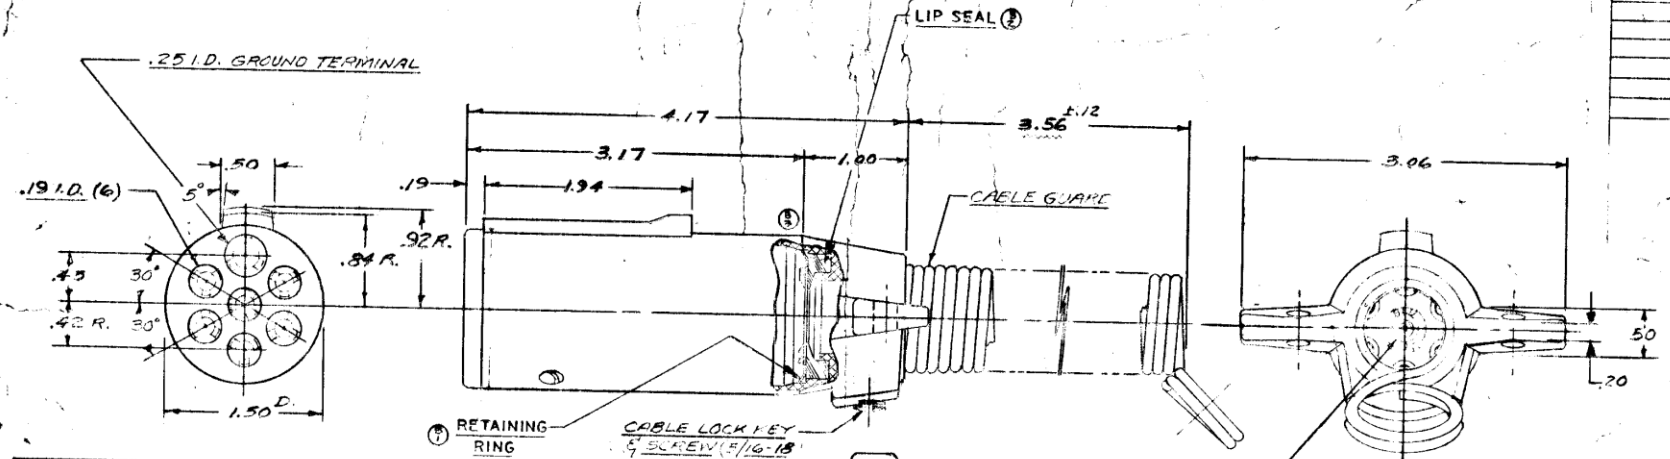 LIP SEAL
.25 I.D. GROUND TERMINAL
4.17
3.56 ±.12
3.17
1.00
3.06
.50
.19 I.D. (6)
5°
.19
1.94
CABLE GUARD
.92 R.
.84 R.
.45
30°
.42 R.
30°
.50
.20
1.50 D.
RETAINING
RING
CABLE LOCK KEY
& SCREW (5/16-18